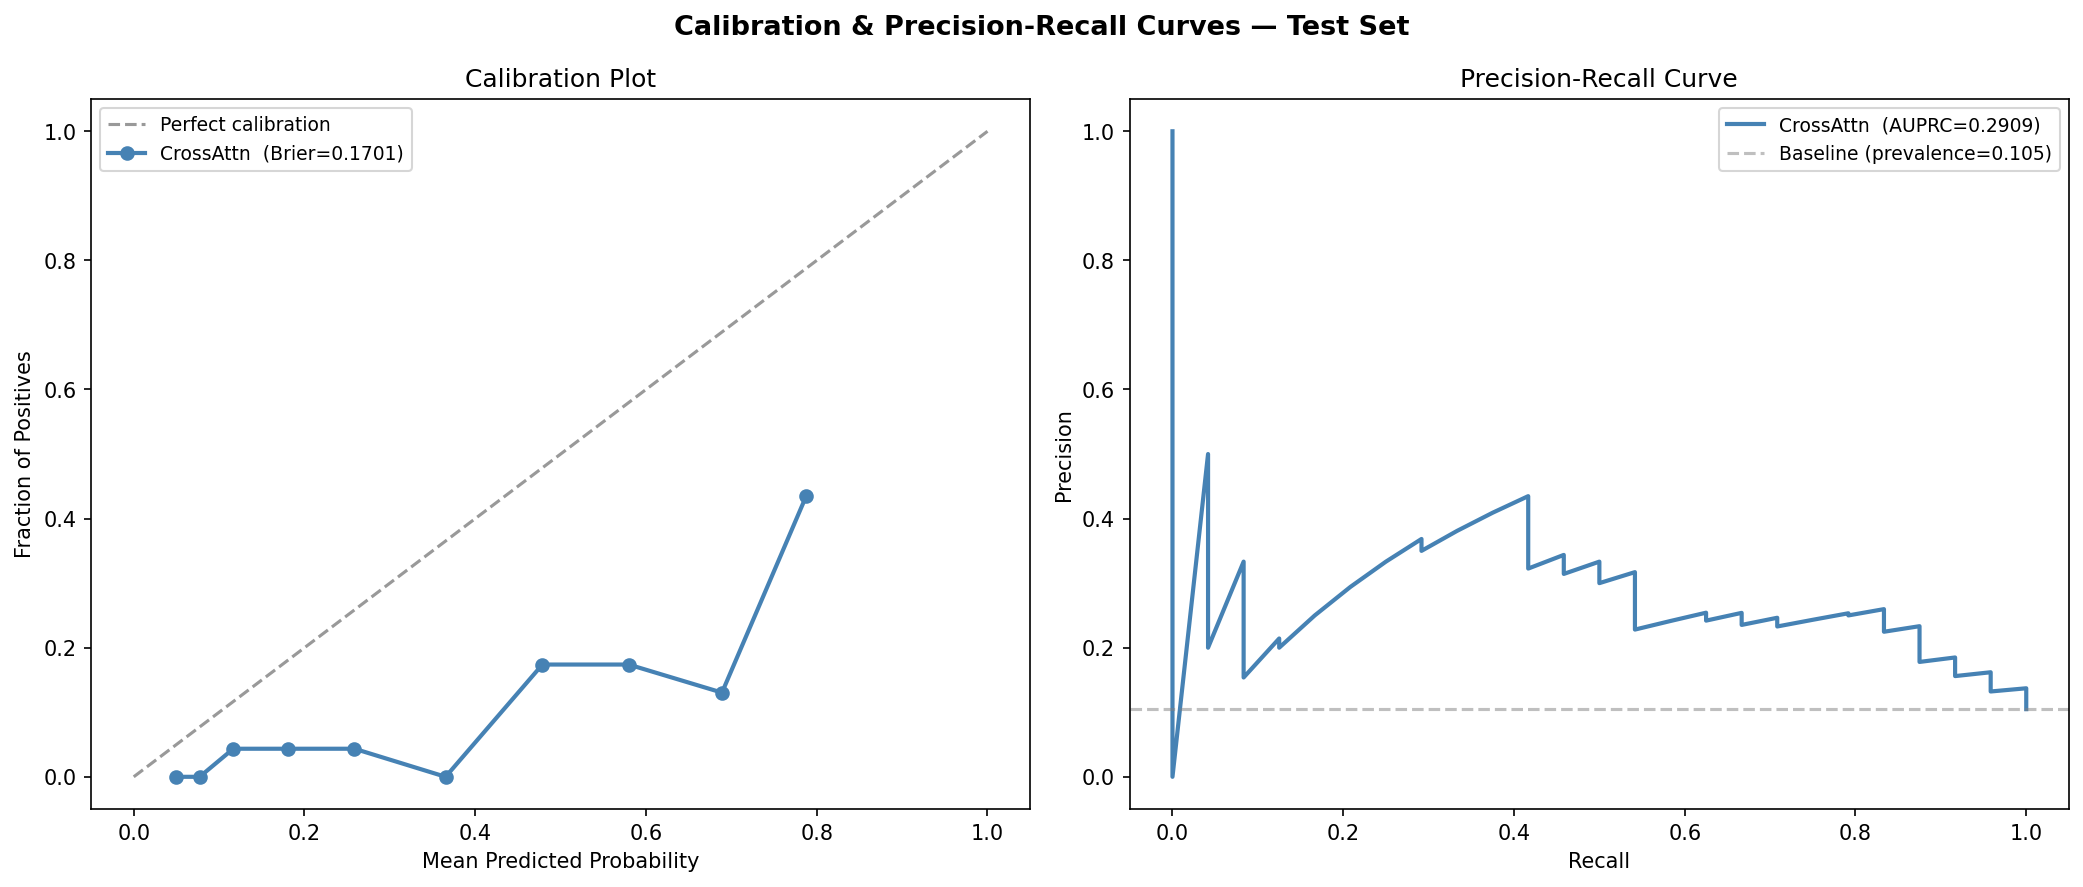 Calibration & Precision-Recall Curves — Test Set
Calibration Plot
Perfect calibration
CrossAttn (Brier=0.1701)
1.0
0.8
0.6
0.4
0.2
0.0
Fraction of Positives
0.0 0.2 0.4 0.6 0.8 1.0
Mean Predicted Probability
Precision-Recall Curve
CrossAttn (AUPRC=0.2909)
Baseline (prevalence=0.105)
1.0
0.8
0.6
0.4
0.2
0.0
Precision
0.0 0.2 0.4 0.6 0.8 1.0
Recall